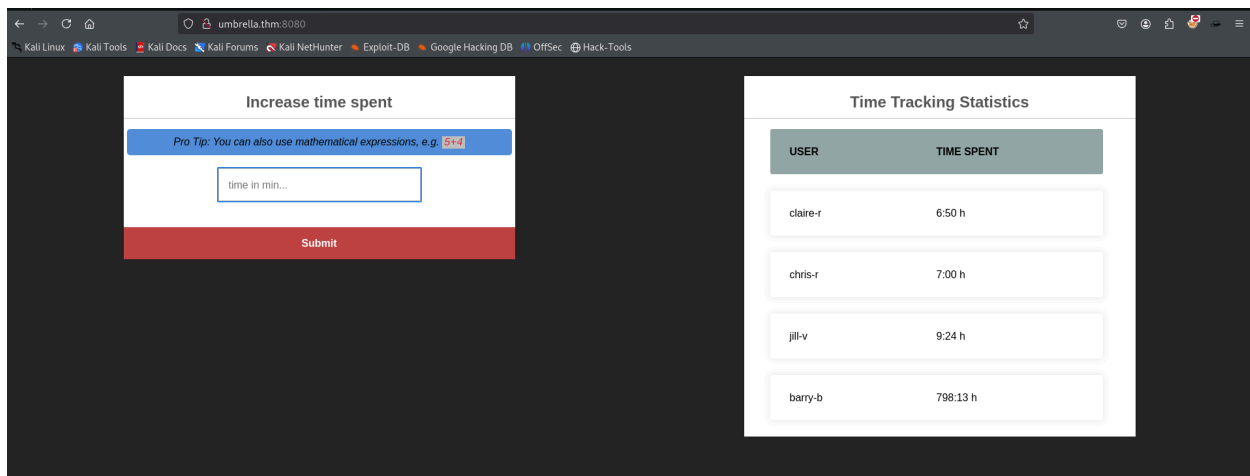 umbrella.thm:8080
Kali Linux Kali Tools Kali Docs Kali Forums Kali NetHunter Exploit-DB Google Hacking DB OffSec Hack-Tools
Increase time spent
Pro Tip: You can also use mathematical expressions, e.g. 5+4
time in min...
Submit
Time Tracking Statistics
USER TIME SPENT
claire-r 6:50 h
chris-r 7:00 h
jill-v 9:24 h
barry-b 798:13 h